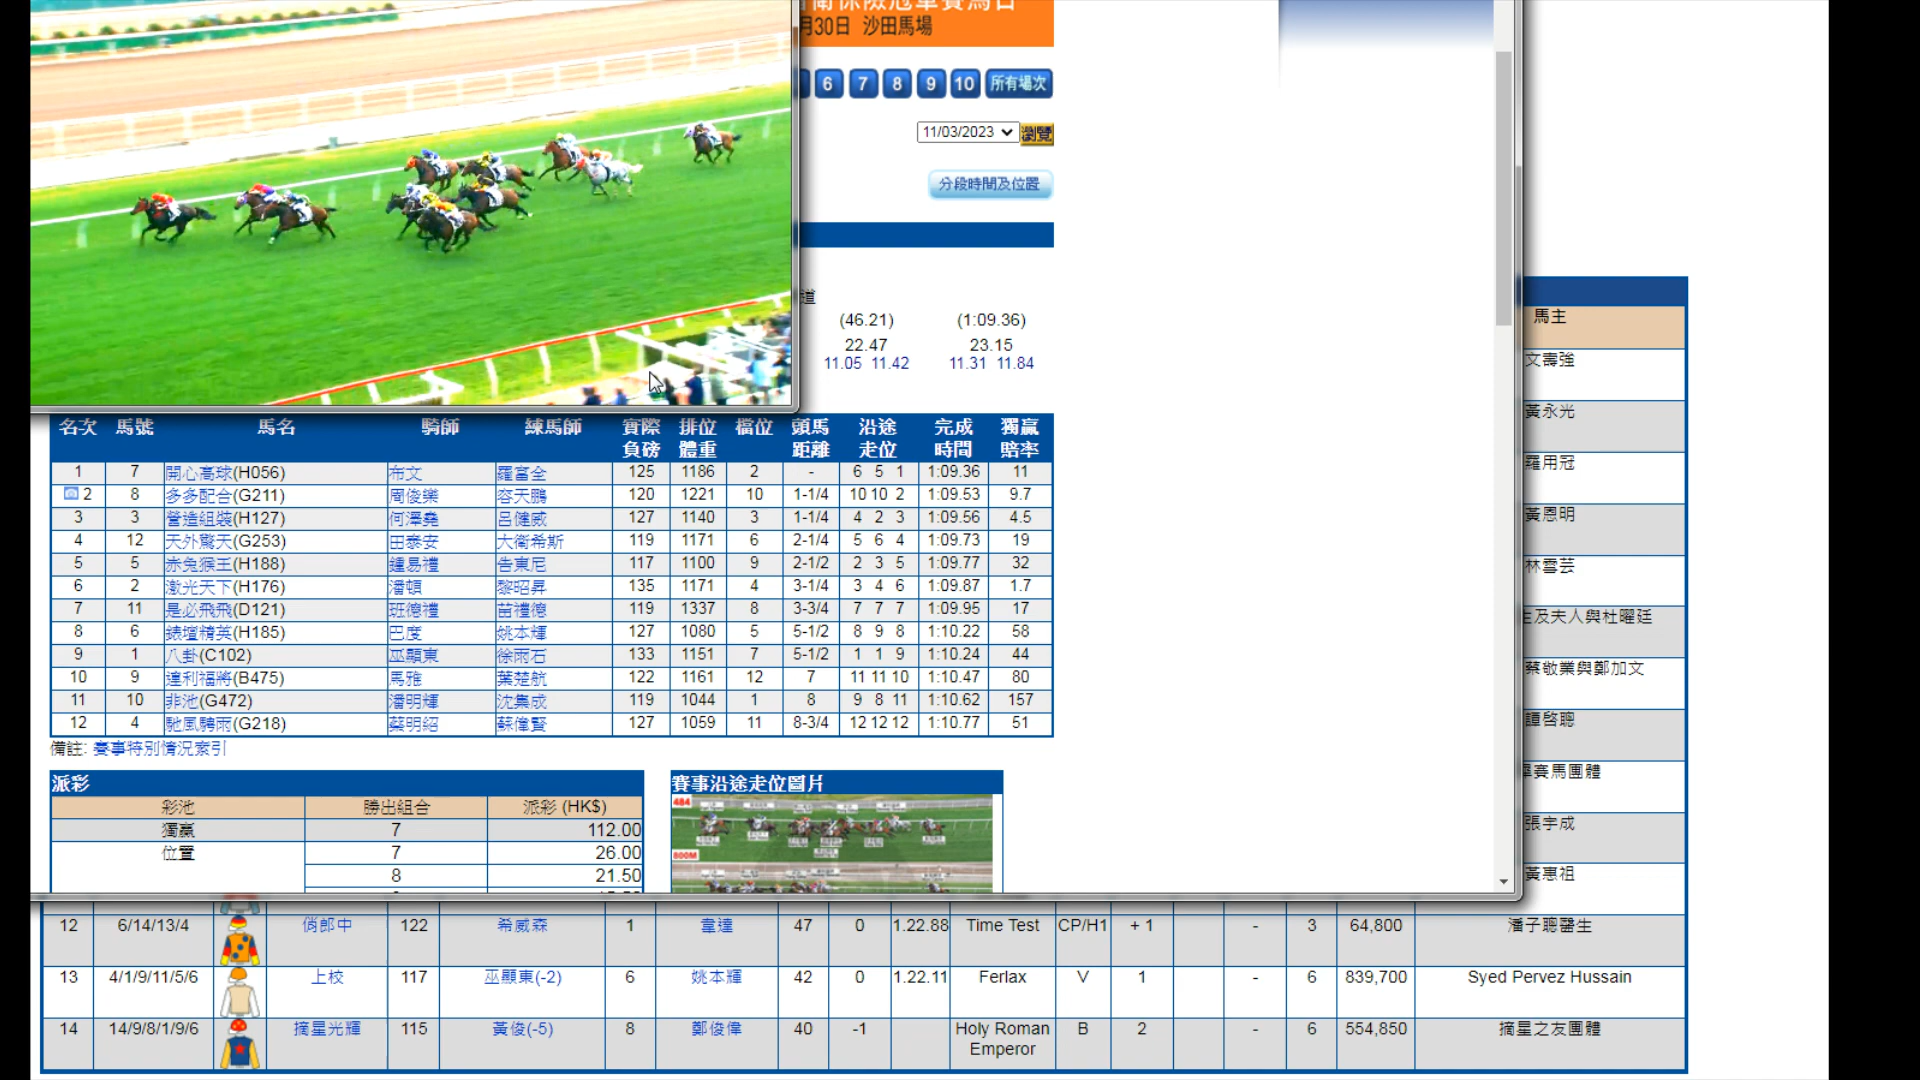 月30日 沙田馬場
6 7 8 9 10 所有場次
11/03/2023 瀏覽
分段時間及位置
道
(46.21) (1:09.36)
22.47 23.15
11.05 11.42 11.31 11.84
名次 馬號 馬名 騎師 練馬師 實際負磅 排位體重 檔位 頭馬距離 沿途走位 完成時間 獨贏賠率
1 7 開心高球(H056) 布文 羅富全 125 1186 2 - 6 5 1 1:09.36 11
2 8 多多配合(G211) 周俊樂 容天鵬 120 1221 10 1-1/4 10 10 2 1:09.53 9.7
3 3 營造組裝(H127) 何澤堯 呂健威 127 1140 3 1-1/4 4 2 3 1:09.56 4.5
4 12 天外驚天(G253) 田泰安 大衛希斯 119 1171 6 2-1/4 5 6 4 1:09.73 19
5 5 赤兔猴王(H188) 鍾易禮 告東尼 117 1100 9 2-1/2 2 3 5 1:09.77 32
6 2 激光天下(H176) 潘頓 黎昭昇 135 1171 4 3-1/4 3 4 6 1:09.87 1.7
7 11 是必飛飛(D121) 班德禮 苗禮德 119 1337 8 3-3/4 7 7 7 1:09.95 17
8 6 錶壇精英(H185) 巴度 姚本輝 127 1080 5 5-1/2 8 9 8 1:10.22 58
9 1 八卦(C102) 巫顯東 徐雨石 133 1151 7 5-1/2 1 1 9 1:10.24 44
10 9 達利福將(B475) 馬雅 葉楚航 122 1161 12 7 11 11 10 1:10.47 80
11 10 非池(G472) 潘明輝 沈集成 119 1044 1 8 9 8 11 1:10.62 157
12 4 馳風騁雨(G218) 蔡明紹 蘇偉賢 127 1059 11 8-3/4 12 12 12 1:10.77 51
備註: 賽事特別情況索引
派彩
彩池 勝出組合 派彩 (HK$)
獨贏 7 112.00
位置 7 26.00
8 21.50
賽事沿途走位圖片
800M
馬主
文壽強
黃永光
羅用冠
黃恩明
林雪芸
生及夫人與杜曜廷
蔡敬業與鄭加文
譚啓聰
賽馬團體
張宇成
黃惠祖
12 6/14/13/4 俏郎中 122 希威森 1 韋達 47 0 1.22.88 Time Test CP/H1 + 1 - 3 64,800 潘子聰醫生
13 4/1/9/11/5/6 上校 117 巫顯東(-2) 6 姚本輝 42 0 1.22.11 Ferlax V 1 - 6 839,700 Syed Pervez Hussain
14 14/9/8/1/9/6 摘星光輝 115 黃俊(-5) 8 鄭俊偉 40 -1 Holy Roman Emperor B 2 - 6 554,850 摘星之友團體